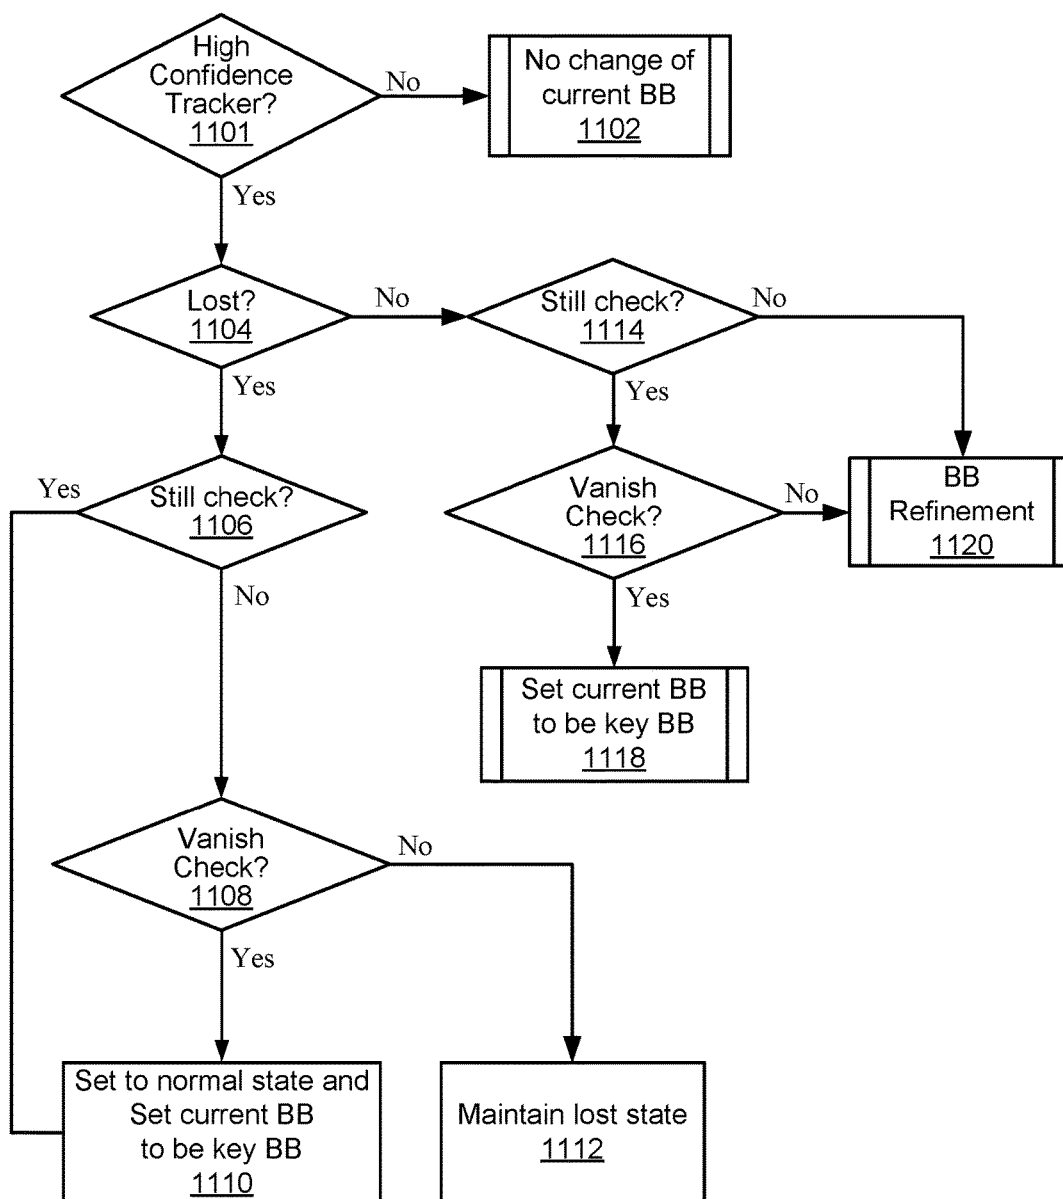 High
Confidence
Tracker?
1101
No
No change of
current BB
1102
Yes
Lost?
1104
No
Still check?
1114
No
Yes
Yes
Yes
Still check?
1106
Vanish
Check?
1116
No
BB
Refinement
1120
No
Yes
Set current BB
to be key BB
1118
Vanish
Check?
1108
No
Yes
Set to normal state and
Set current BB
to be key BB
1110
Maintain lost state
1112